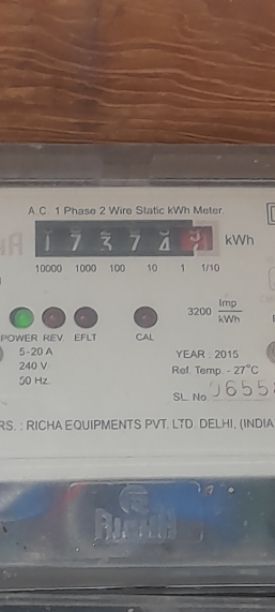 A.C. 1 Phase 2 Wire Static kWh Meter
1 7 3 7 4 kWh
10000 1000 100 10 1 1/10
3200 Imp/kWh
POWER REV. EFLT CAL
5-20 A
240 V
50 Hz.
YEARː 2015
Ref. Temp. - 27°C
SL. No. 0655
RS. : RICHA EQUIPMENTS PVT. LTD. DELHI, (INDIA